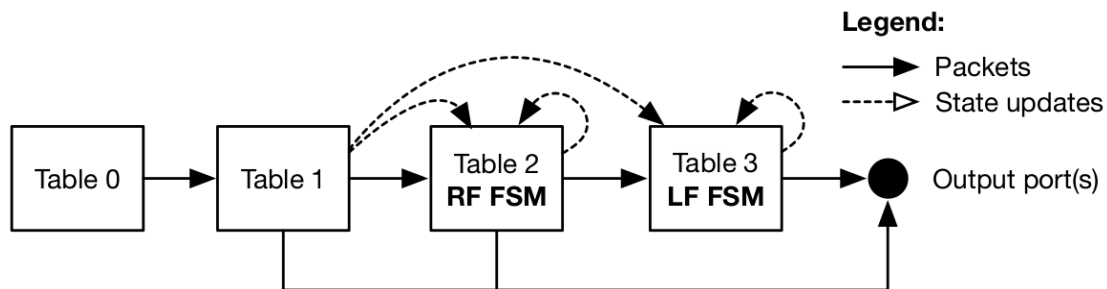 Legend:
Packets
State updates
Table 0
Table 1
Table 2
RF FSM
Table 3
LF FSM
Output port(s)